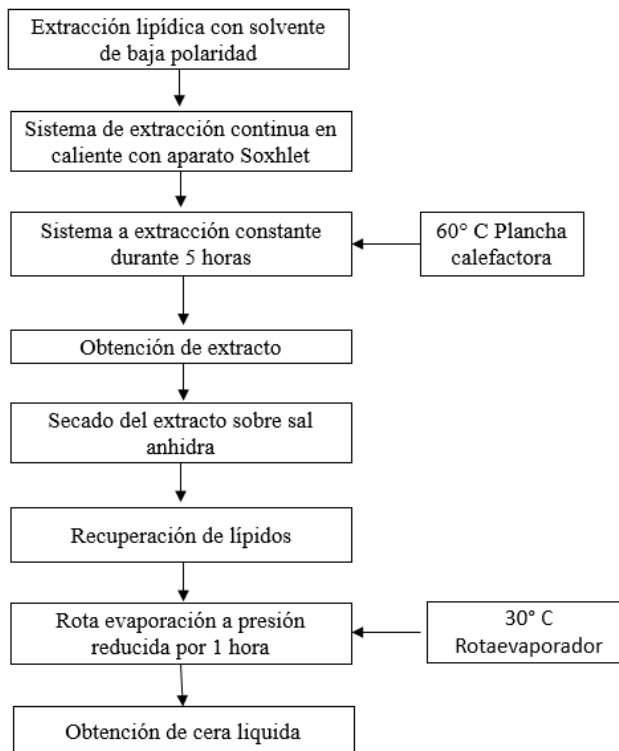 Extracción lipídica con solvente
de baja polaridad
Sistema de extracción continua en
caliente con aparato Soxhlet
Sistema a extracción constante
durante 5 horas
60° C Plancha
calefactora
Obtención de extracto
Secado del extracto sobre sal
anhidra
Recuperación de lípidos
Rota evaporación a presión
reducida por 1 hora
30° C
Rotaevaporador
Obtención de cera liquida